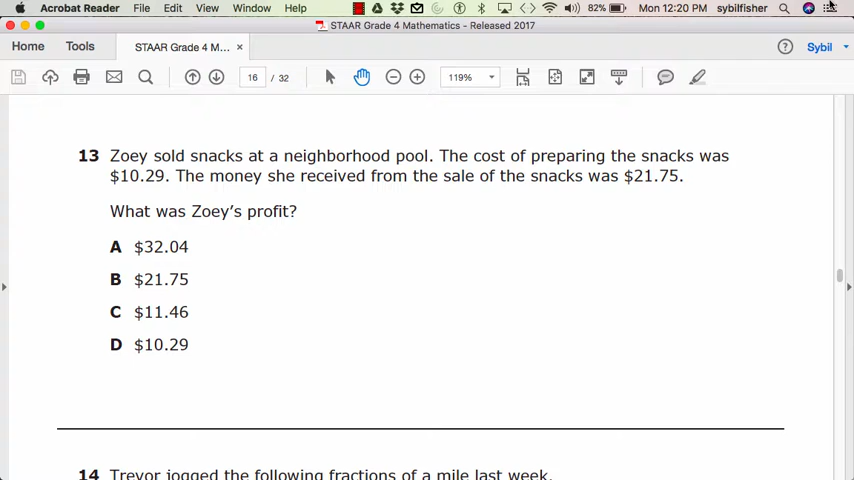 Acrobat Reader File Edit View Window Help 82% Mon 12:20 PM sybilfisher
STAAR Grade 4 Mathematics - Released 2017
Home Tools STAAR Grade 4 M... × ? Sybil
16 / 32 119%
13 Zoey sold snacks at a neighborhood pool. The cost of preparing the snacks was
$10.29. The money she received from the sale of the snacks was $21.75.
What was Zoey's profit?
A $32.04
B $21.75
C $11.46
D $10.29
14 Trevor jogged the following fractions of a mile last week.